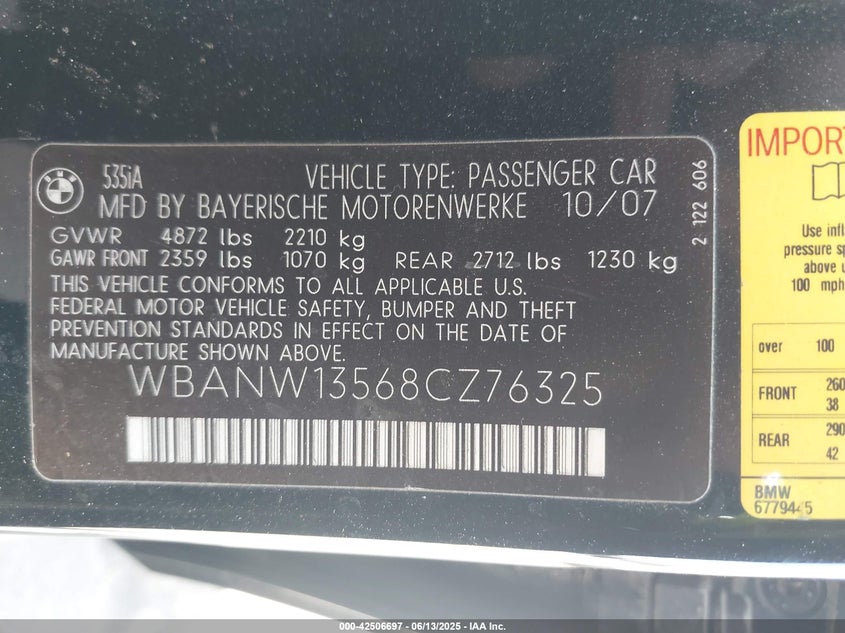 BMW
535iA
VEHICLE TYPE: PASSENGER CAR
MFD BY BAYERISCHE MOTORENWERKE 10/07
GVWR 4872 lbs 2210 kg
GAWR FRONT 2359 lbs 1070 kg REAR 2712 lbs 1230 kg
THIS VEHICLE CONFORMS TO ALL APPLICABLE U.S.
FEDERAL MOTOR VEHICLE SAFETY, BUMPER AND THEFT
PREVENTION STANDARDS IN EFFECT ON THE DATE OF
MANUFACTURE SHOWN ABOVE.
WBANW13568CZ76325
2 122 606
IMPORT
Use infl
pressure sp
above u
100 mph
over 100
FRONT 260
38
REAR 290
42
BMW
6779445
000-42506697 - 06/13/2025 - IAA Inc.